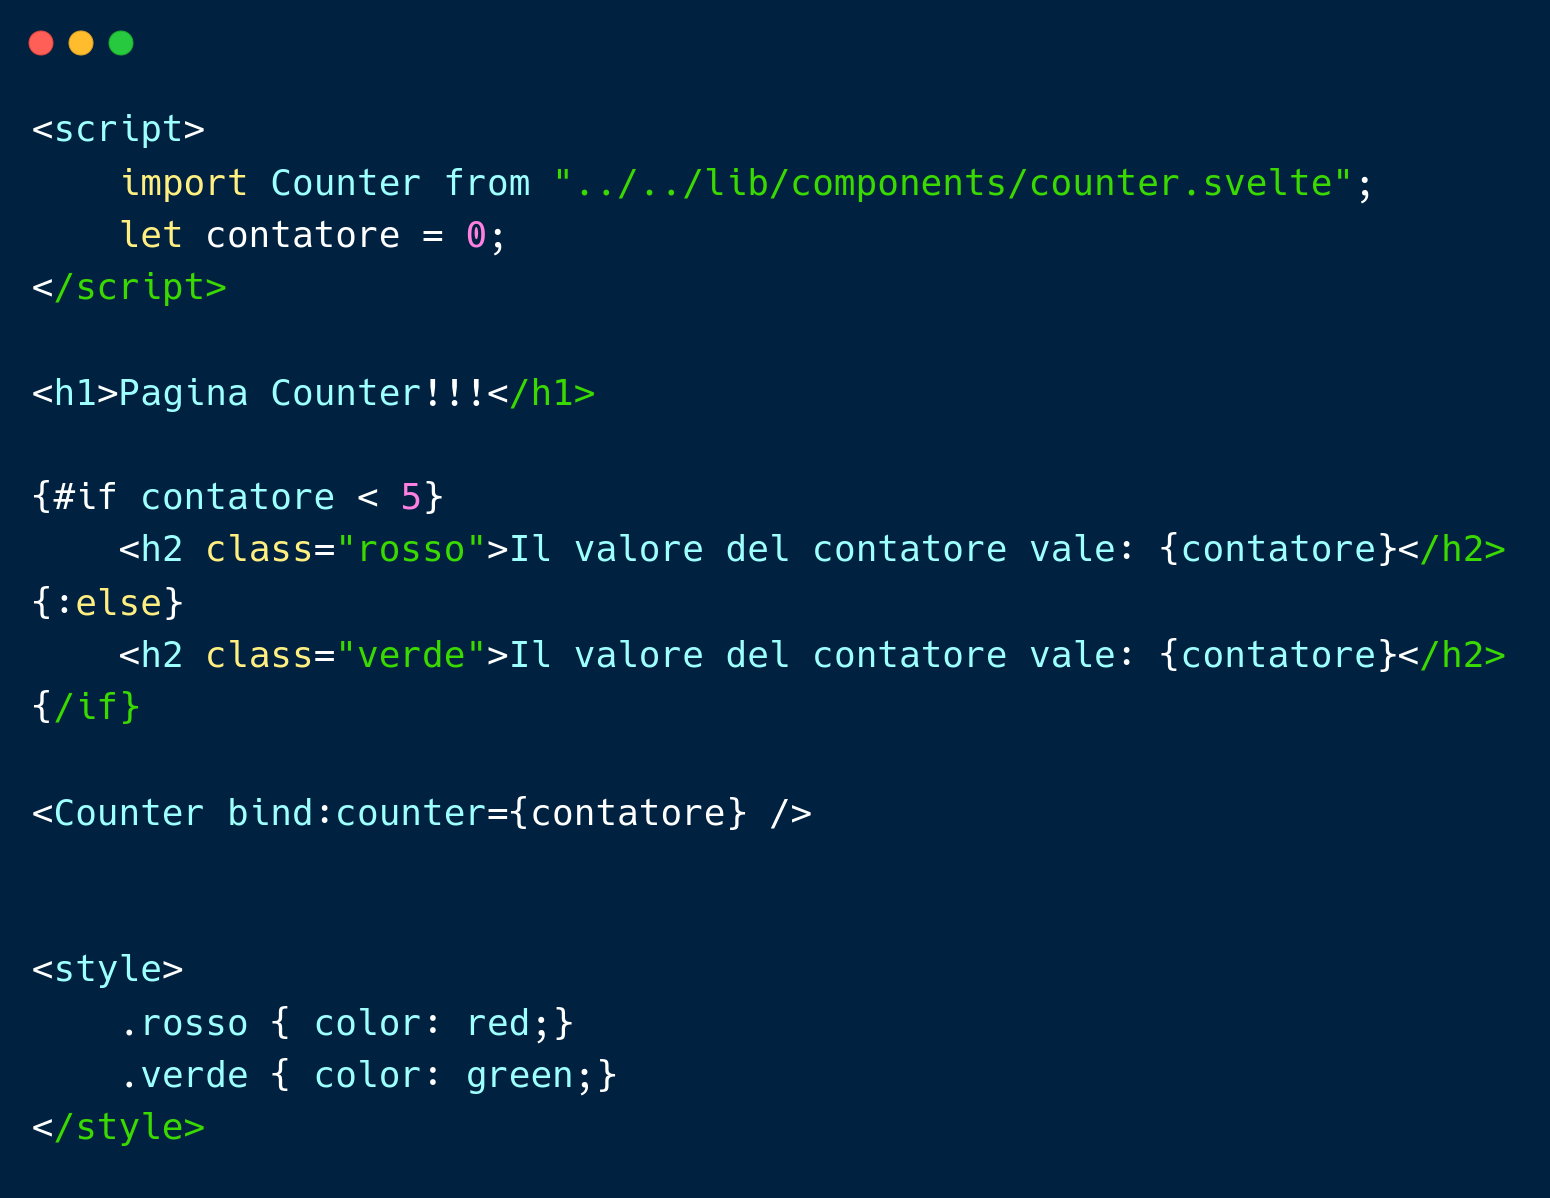 <script>
    import Counter from "../../lib/components/counter.svelte";
    let contatore = 0;
</script>

<h1>Pagina Counter!!!</h1>

{#if contatore < 5}
    <h2 class="rosso">Il valore del contatore vale: {contatore}</h2>
{:else}
    <h2 class="verde">Il valore del contatore vale: {contatore}</h2>
{/if}

<Counter bind:counter={contatore} />


<style>
    .rosso { color: red;}
    .verde { color: green;}
</style>